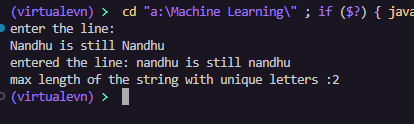 (virtualevn) > cd "a:\Machine Learning\" ; if ($?) { java
enter the line:
Nandhu is still Nandhu
entered the line: nandhu is still nandhu
max length of the string with unique letters :2
(virtualevn) >